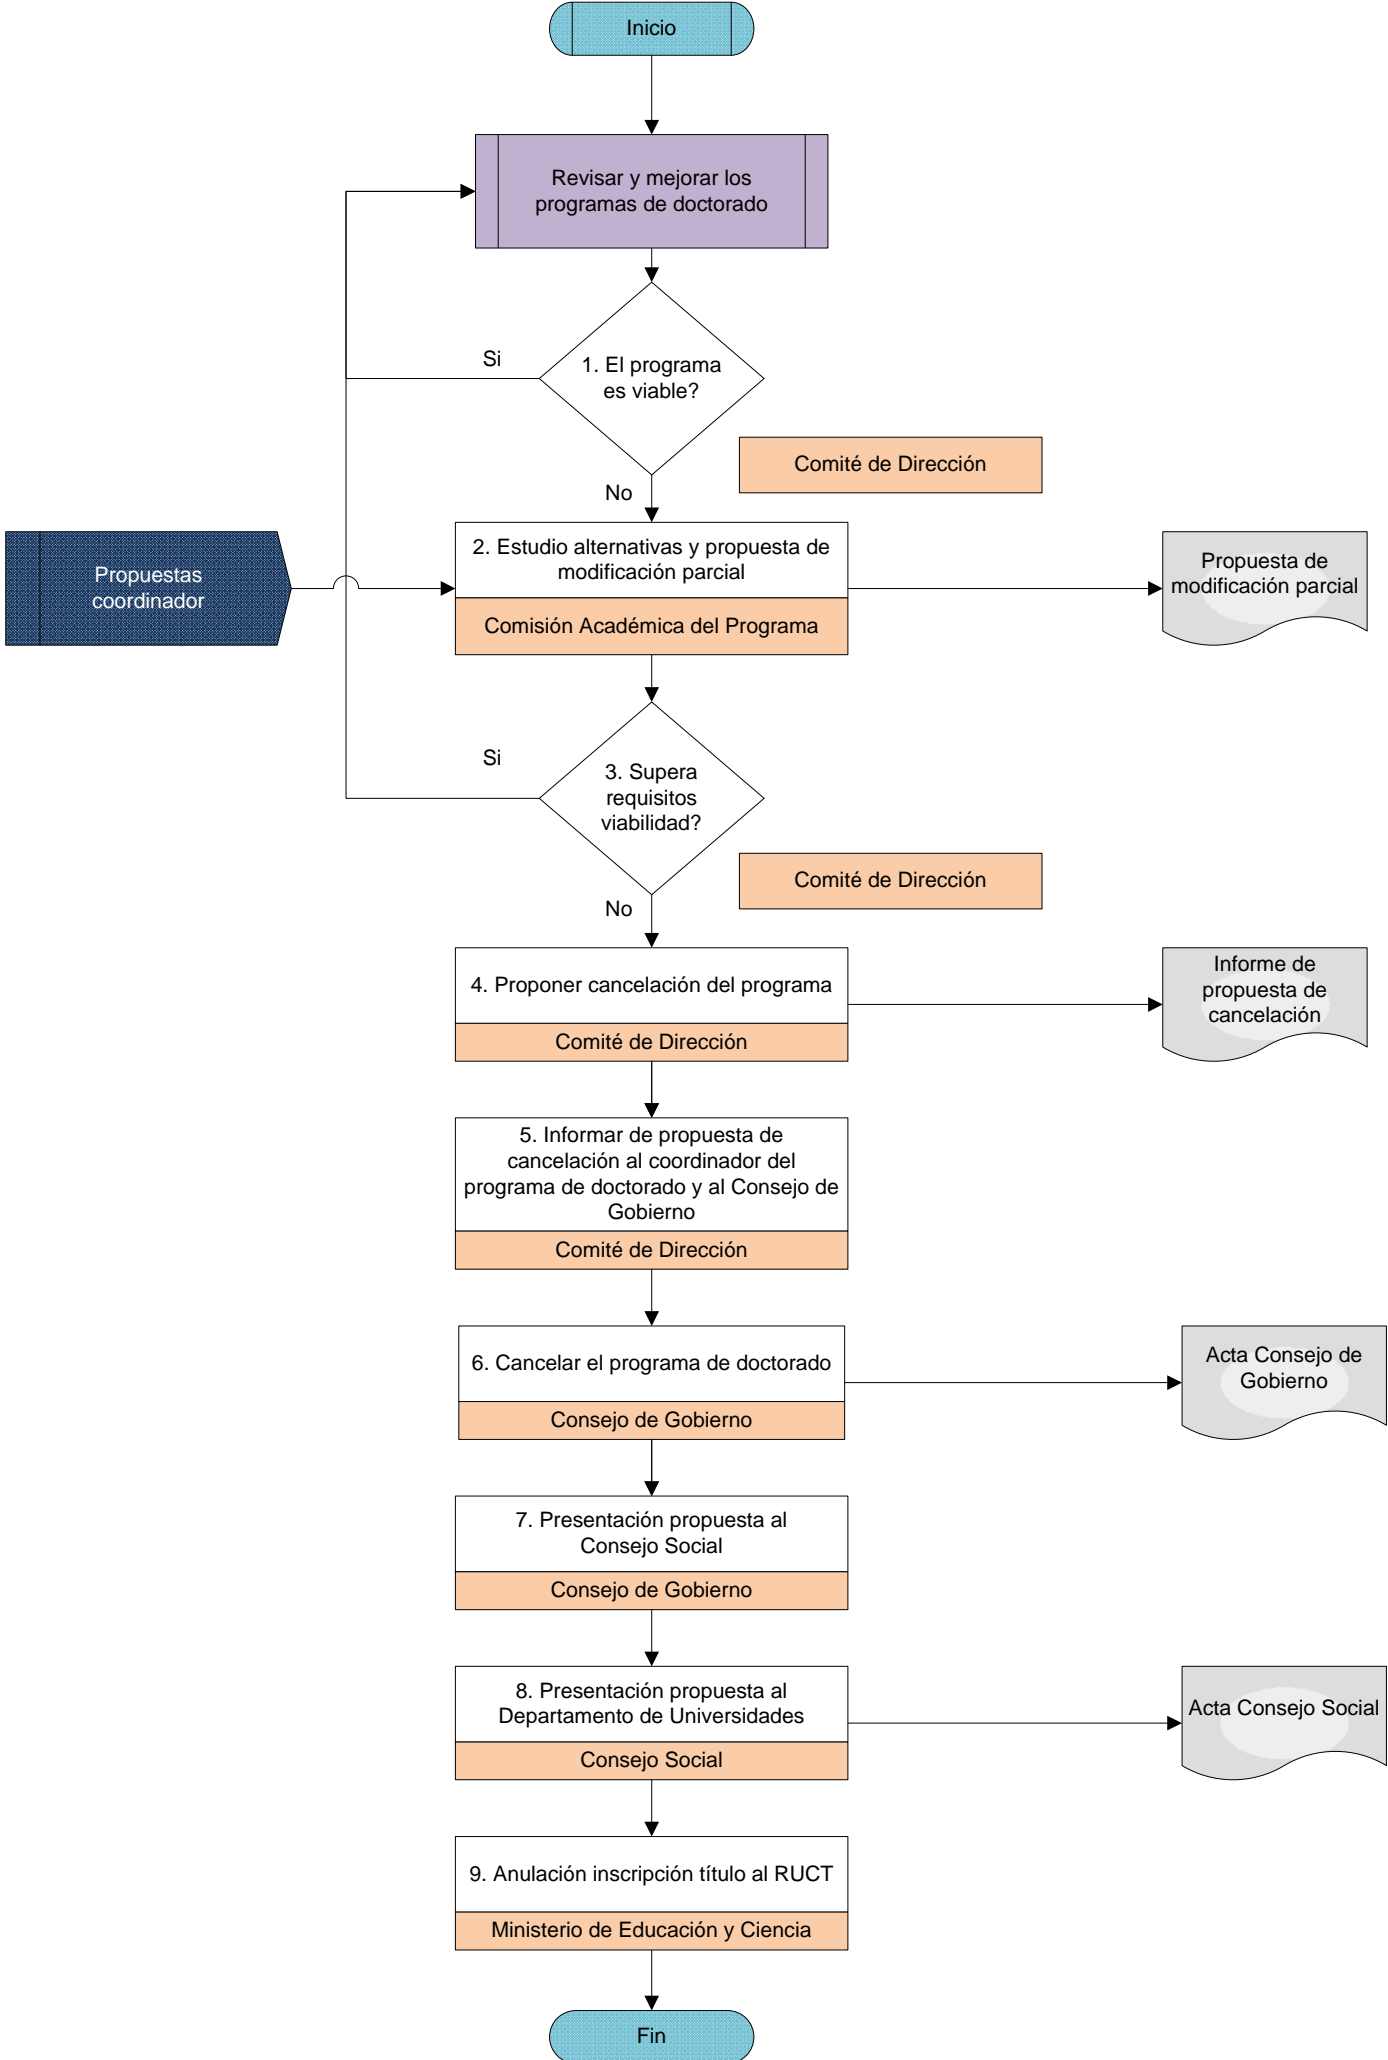 Inicio
Revisar y mejorar los
programas de doctorado
Si
1. El programa
es viable?
Comité de Dirección
No
Propuestas
coordinador
2. Estudio alternativas y propuesta de
modificación parcial
Comisión Académica del Programa
Propuesta de
modificación parcial
Si
3. Supera
requisitos
viabilidad?
Comité de Dirección
No
4. Proponer cancelación del programa
Comité de Dirección
Informe de
propuesta de
cancelación
5. Informar de propuesta de
cancelación al coordinador del
programa de doctorado y al Consejo de
Gobierno
Comité de Dirección
6. Cancelar el programa de doctorado
Consejo de Gobierno
Acta Consejo de
Gobierno
7. Presentación propuesta al
Consejo Social
Consejo de Gobierno
8. Presentación propuesta al
Departamento de Universidades
Consejo Social
Acta Consejo Social
9. Anulación inscripción título al RUCT
Ministerio de Educación y Ciencia
Fin